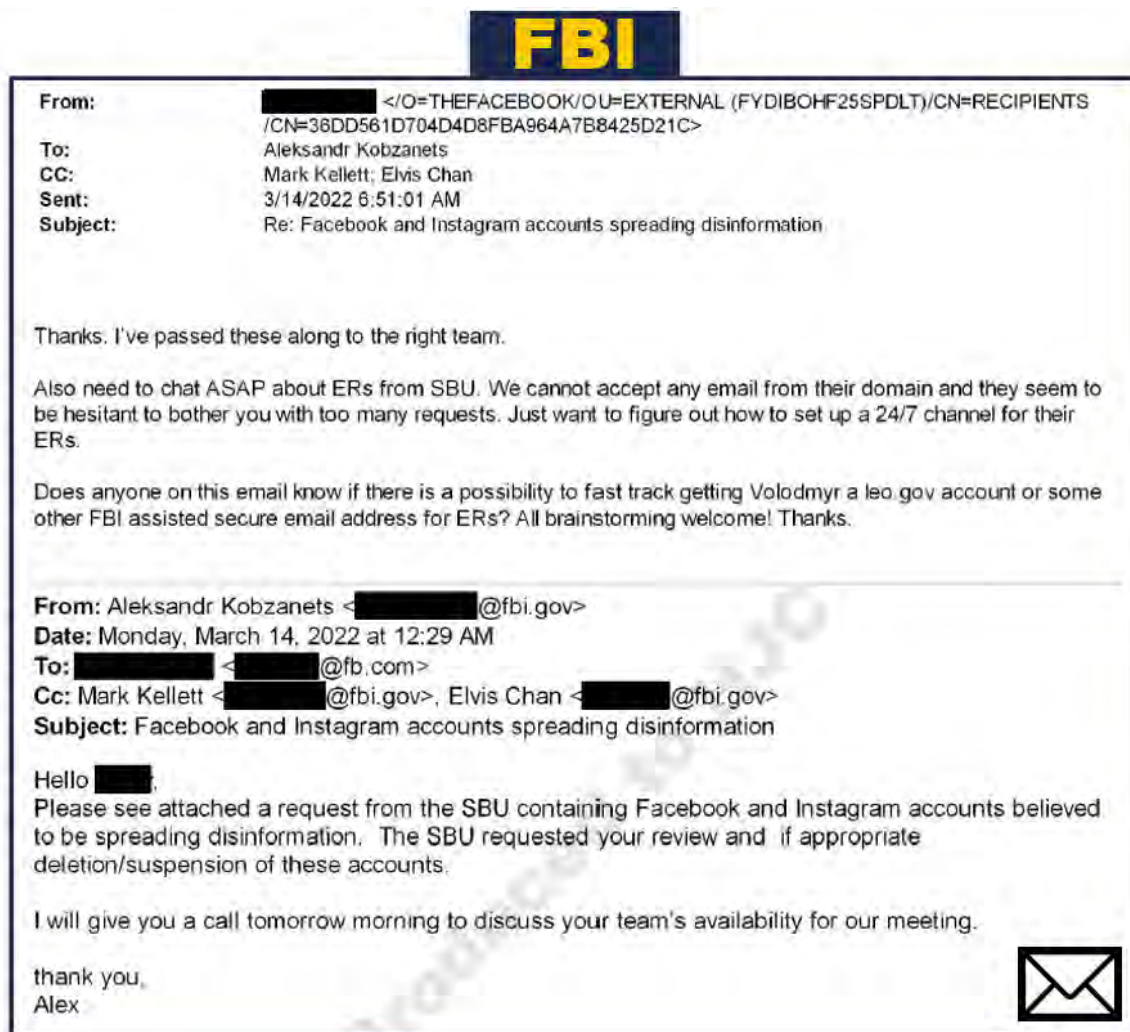 FBI
From: </O=THEFACEBOOK/OU=EXTERNAL (FYDIBOHF25SPDLT)/CN=RECIPIENTS
/CN=36DD561D704D4D8FBA964A7B8425D21C>
To: Aleksandr Kobzanets
CC: Mark Kellett; Elvis Chan
Sent: 3/14/2022 6:51:01 AM
Subject: Re: Facebook and Instagram accounts spreading disinformation
Thanks. I've passed these along to the right team.
Also need to chat ASAP about ERs from SBU. We cannot accept any email from their domain and they seem to
be hesitant to bother you with too many requests. Just want to figure out how to set up a 24/7 channel for their
ERs.
Does anyone on this email know if there is a possibility to fast track getting Volodmyr a leo.gov account or some
other FBI assisted secure email address for ERs? All brainstorming welcome! Thanks.
From: Aleksandr Kobzanets < @fbi.gov>
Date: Monday, March 14, 2022 at 12:29 AM
To: < @fb.com>
Cc: Mark Kellett < @fbi.gov>, Elvis Chan < @fbi.gov>
Subject: Facebook and Instagram accounts spreading disinformation
Hello ,
Please see attached a request from the SBU containing Facebook and Instagram accounts believed
to be spreading disinformation. The SBU requested your review and if appropriate
deletion/suspension of these accounts.
I will give you a call tomorrow morning to discuss your team's availability for our meeting.
thank you,
Alex